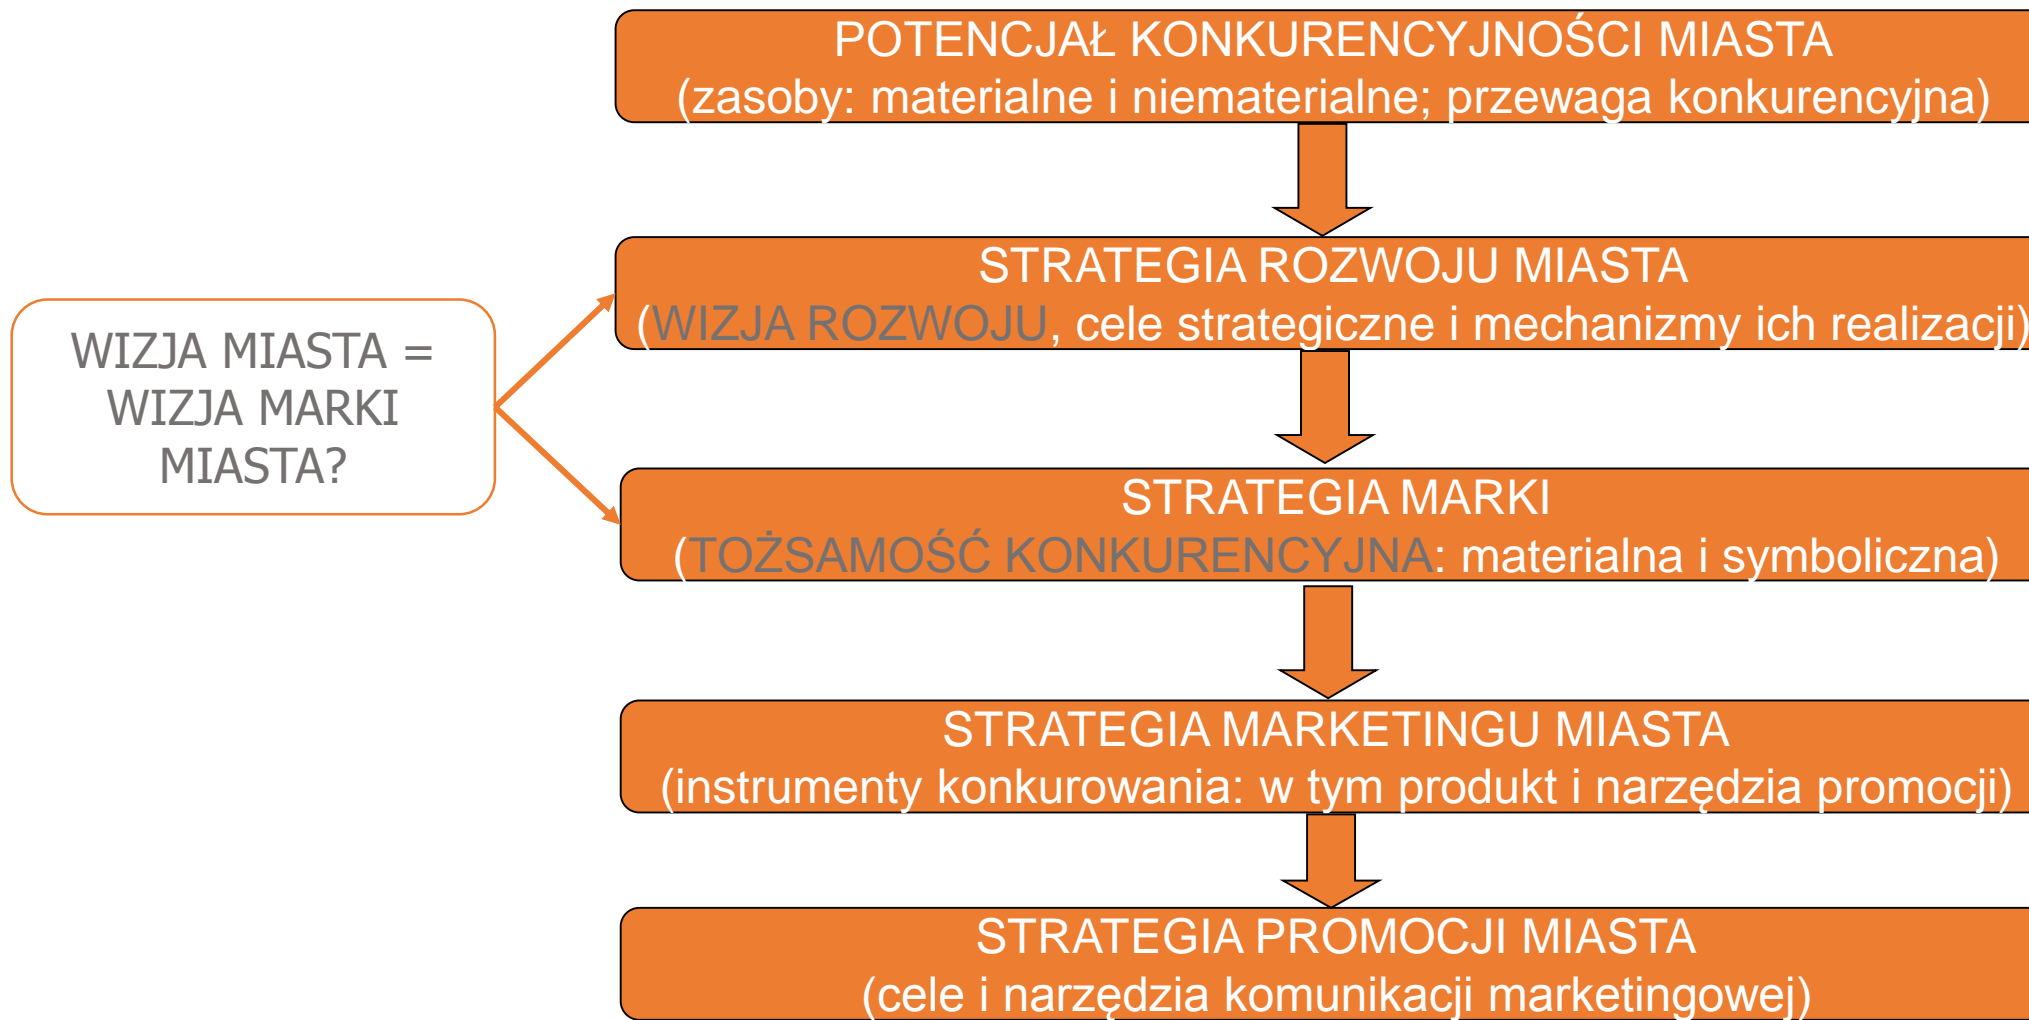 POTENCJAŁ KONKURENCYJNOŚCI MIASTA
(zasoby: materialne i niematerialne; przewaga konkurencyjna)
STRATEGIA ROZWOJU MIASTA
(WIZJA ROZWOJU, cele strategiczne i mechanizmy ich realizacji)
WIZJA MIASTA =
WIZJA MARKI
MIASTA?
STRATEGIA MARKI
(TOŻSAMOŚĆ KONKURENCYJNA: materialna i symboliczna)
STRATEGIA MARKETINGU MIASTA
(instrumenty konkurowania: w tym produkt i narzędzia promocji)
STRATEGIA PROMOCJI MIASTA
(cele i narzędzia komunikacji marketingowej)